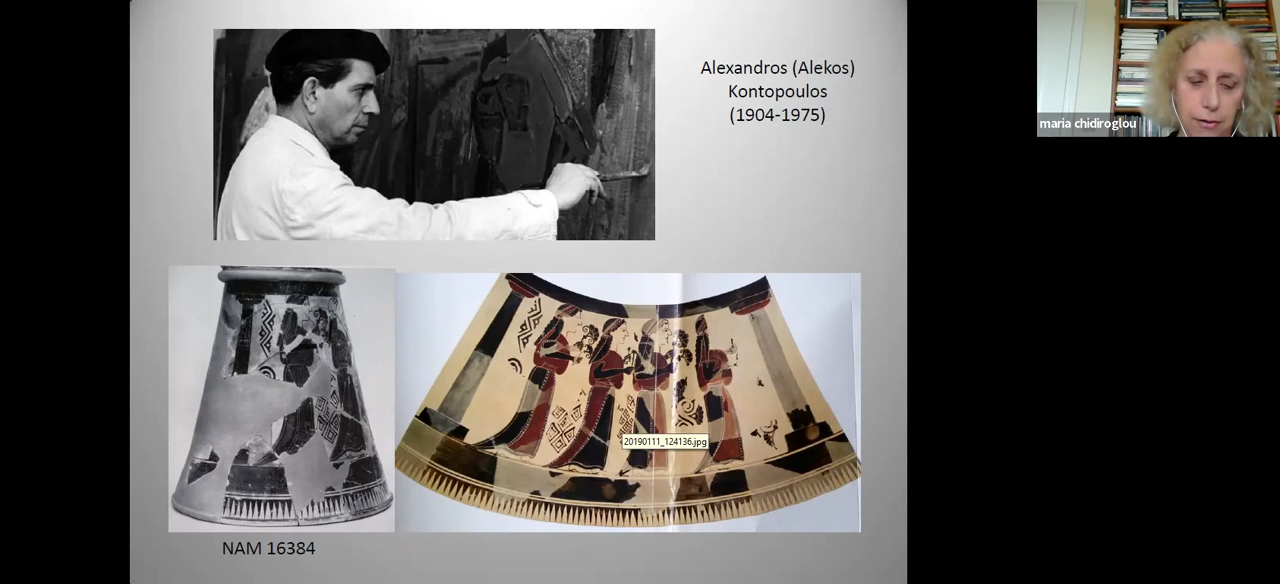 Alexandros (Alekos)
Kontopoulos
(1904-1975)
maria chidiroglou
20190111_124136.jpg
NAM 16384